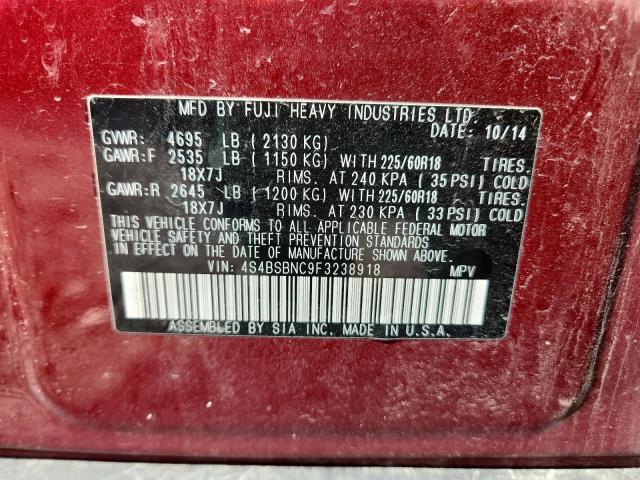 MFD BY FUJI HEAVY INDUSTRIES LTD.
DATE: 10/14
GVWR: 4695 LB (2130 KG)
GAWR:F 2535 LB (1150 KG) WITH 225/60R18 TIRES.
18X7J RIMS. AT 240 KPA (35 PSI) COLD
GAWR:R 2645 LB (1200 KG) WITH 225/60R18 TIRES.
18X7J RIMS. AT 230 KPA (33 PSI) COLD
THIS VEHICLE CONFORMS TO ALL APPLICABLE FEDERAL MOTOR
VEHICLE SAFETY AND THEFT PREVENTION STANDARDS
IN EFFECT ON THE DATE OF MANUFACTURE SHOWN ABOVE.
VIN: 4S4BSBNC9F3238918 MPV
ASSEMBLED BY SIA INC. MADE IN U.S.A.